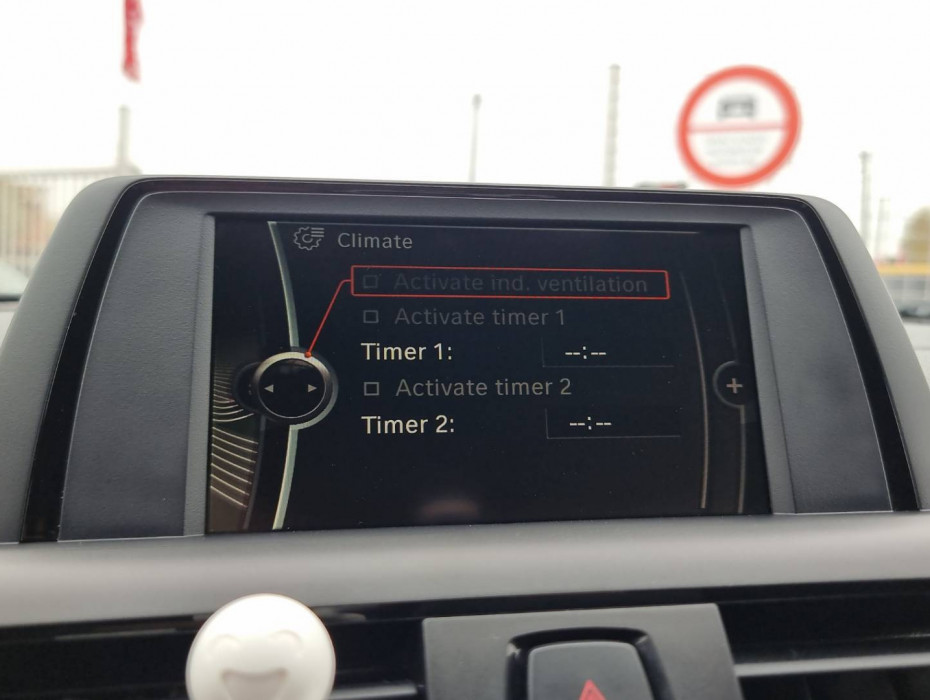 Climate
Activate ind. ventilation
Activate timer 1
Timer 1: --:--
Activate timer 2
Timer 2: --:--